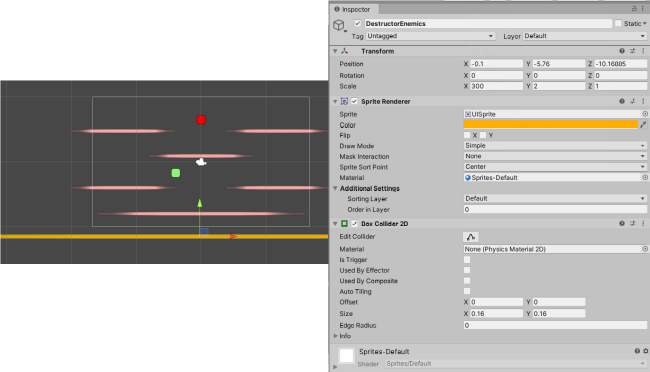 Inspector
DestructorEnemics Static
Tag Untagged Layer Default
Transform
Position X -0.1 Y -5.76 Z -10.16805
Rotation X 0 Y 0 Z 0
Scale X 300 Y 2 Z 1
Sprite Renderer
Sprite UISprite
Color
Flip X Y
Draw Mode Simple
Mask Interaction None
Sprite Sort Point Center
Material Sprites-Default
Additional Settings
Sorting Layer Default
Order in Layer 0
Box Collider 2D
Edit Collider
Material None (Physics Material 2D)
Is Trigger
Used By Effector
Used By Composite
Auto Tiling
Offset X 0 Y 0
Size X 0.16 Y 0.16
Edge Radius 0
Info
Sprites-Default
Shader Sprites/Default